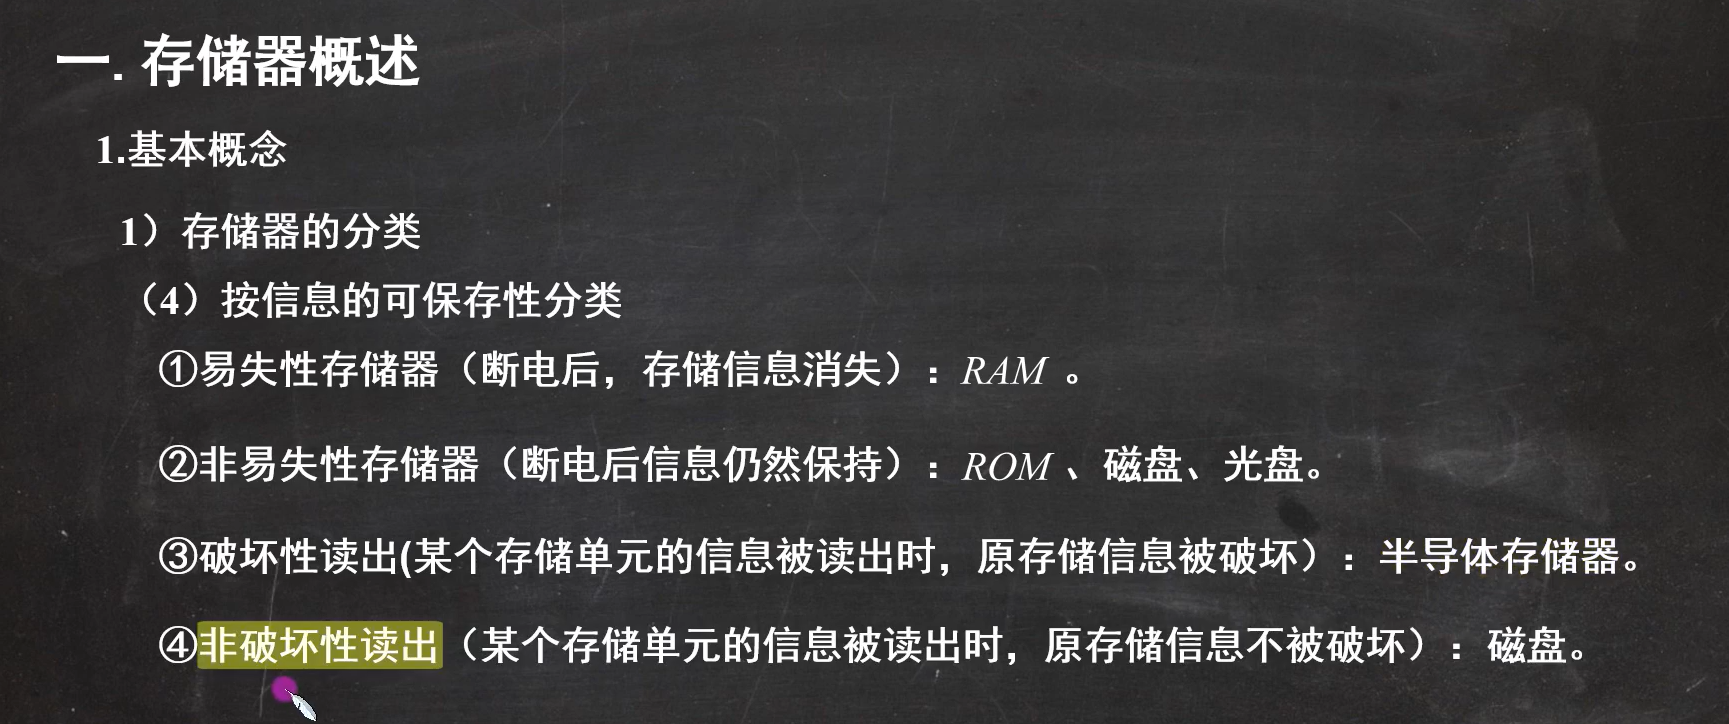 一. 存储器概述
1.基本概念
1）存储器的分类
（4）按信息的可保存性分类
①易失性存储器（断电后，存储信息消失）：RAM 。
②非易失性存储器（断电后信息仍然保持）：ROM 、磁盘、光盘。
③破坏性读出(某个存储单元的信息被读出时，原存储信息被破坏）：半导体存储器。
④非破坏性读出（某个存储单元的信息被读出时，原存储信息不被破坏）：磁盘。